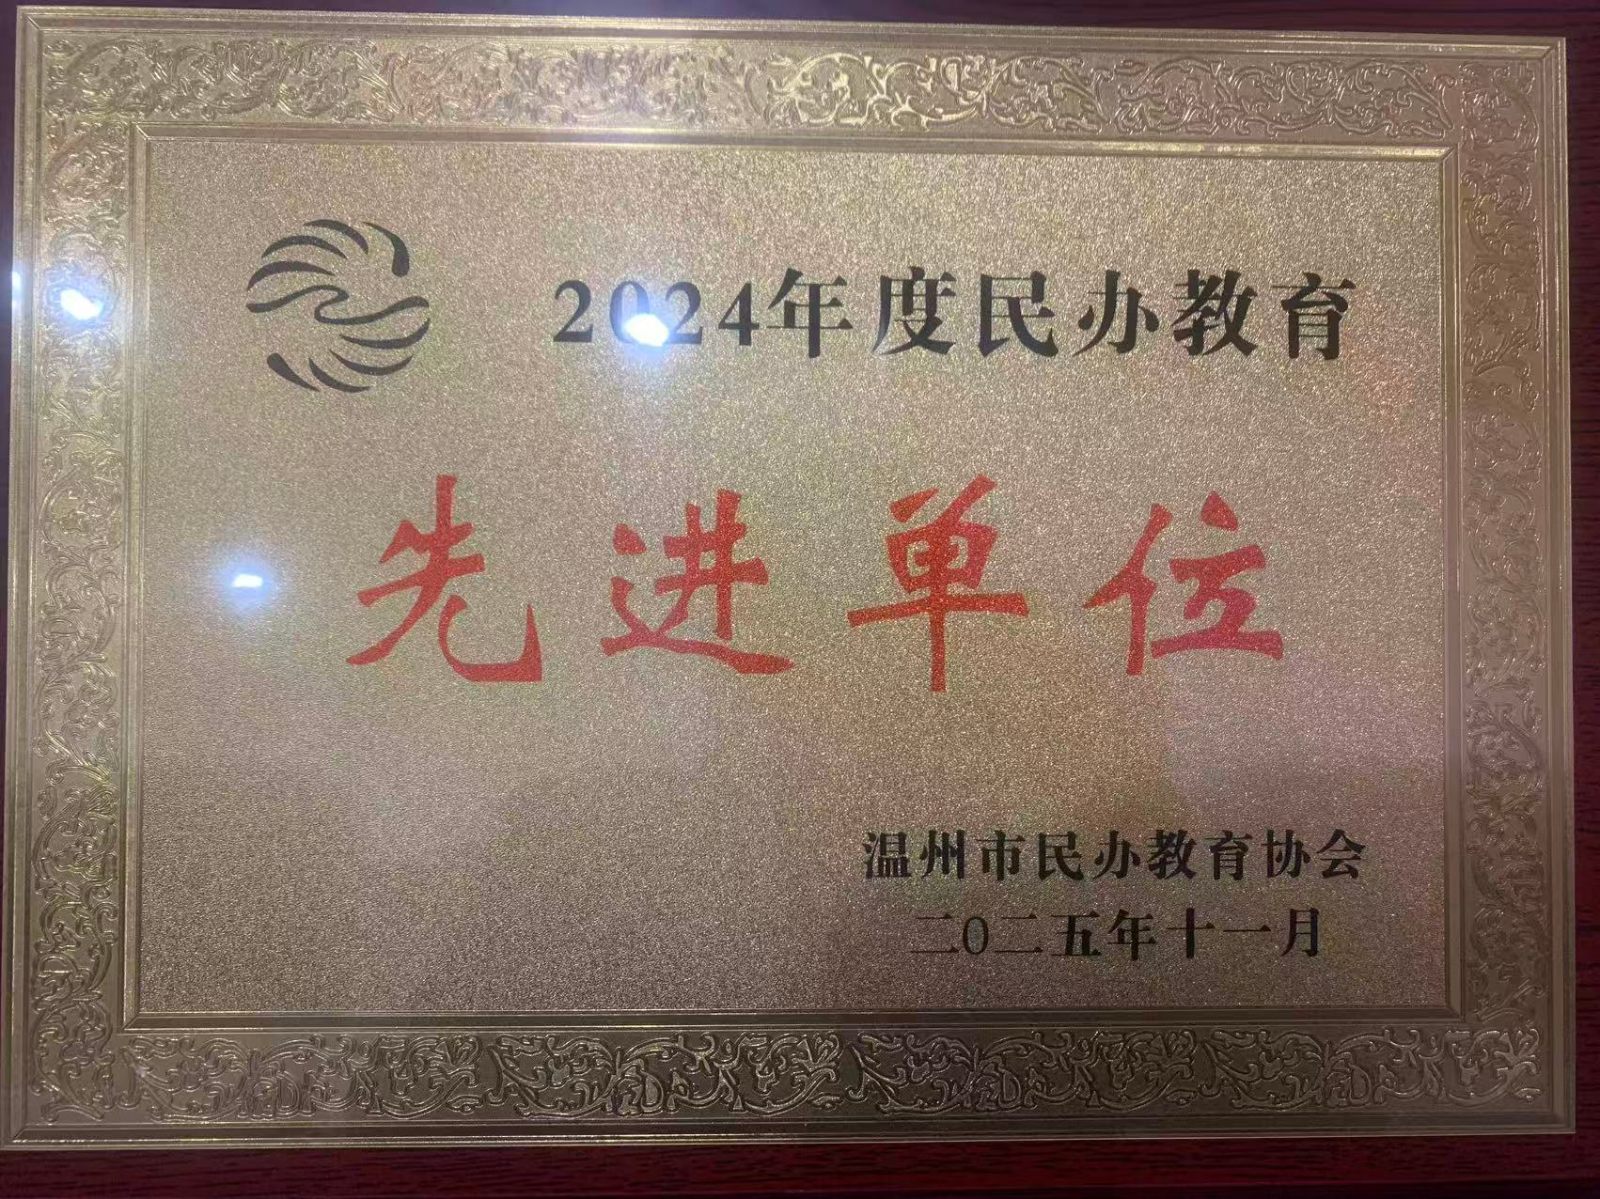 2024年度民办教育
先进单位
温州市民办教育协会
二〇二五年十一月